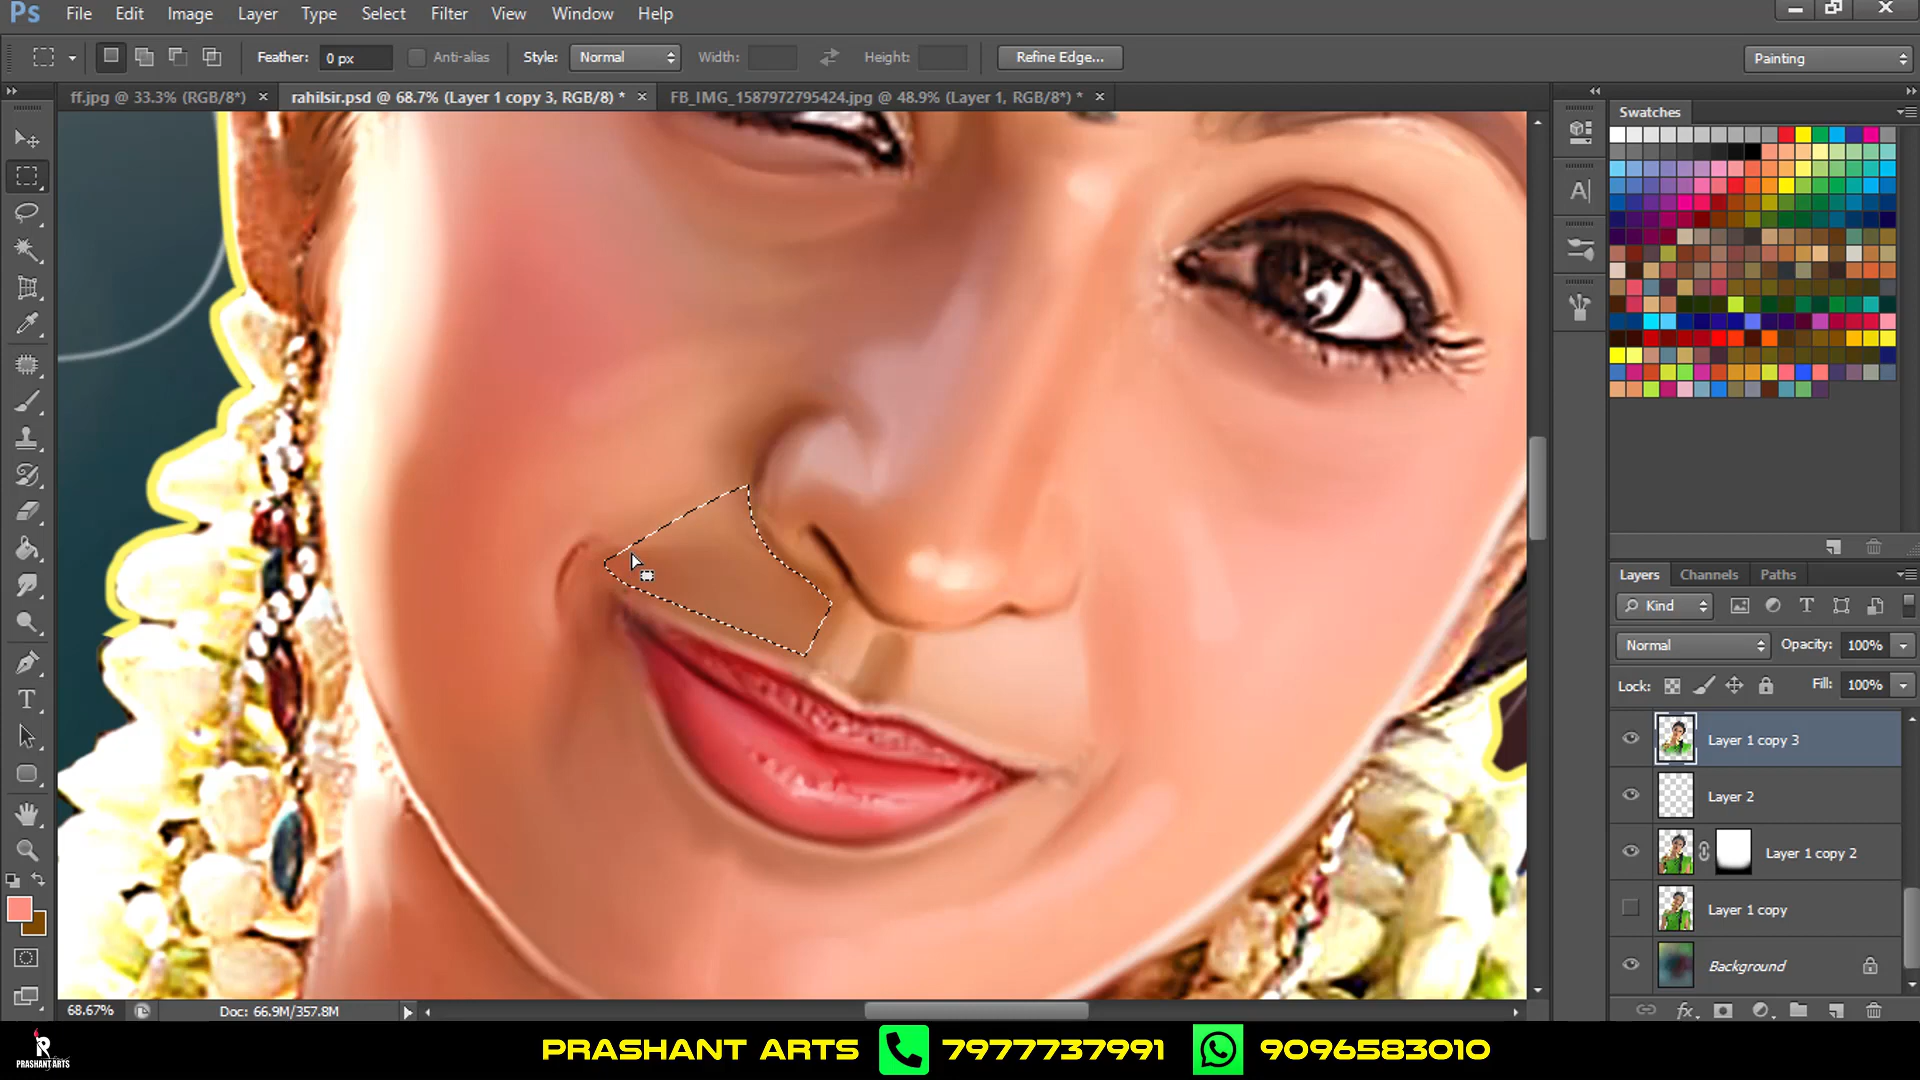 Ps File Edit Image Layer Type Select Filter View Window Help
Feather: 0 px Anti-alias Style: Normal Width: Height: Refine Edge... Painting
ff.jpg @ 33.3% (RGB/8*) × rahilsir.psd @ 68.7% (Layer 1 copy 3, RGB/8) * × FB_IMG_1587972795424.jpg @ 48.9% (Layer 1, RGB/8*) * ×
Swatches
Layers Channels Paths
Kind
Normal Opacity: 100%
Lock: Fill: 100%
Layer 1 copy 3
Layer 2
Layer 1 copy 2
Layer 1 copy
Background
fx
68.67% Doc: 66.9M/357.8M
PRASHANT ARTS 7977737991 9096583010
PRASHANT ARTS